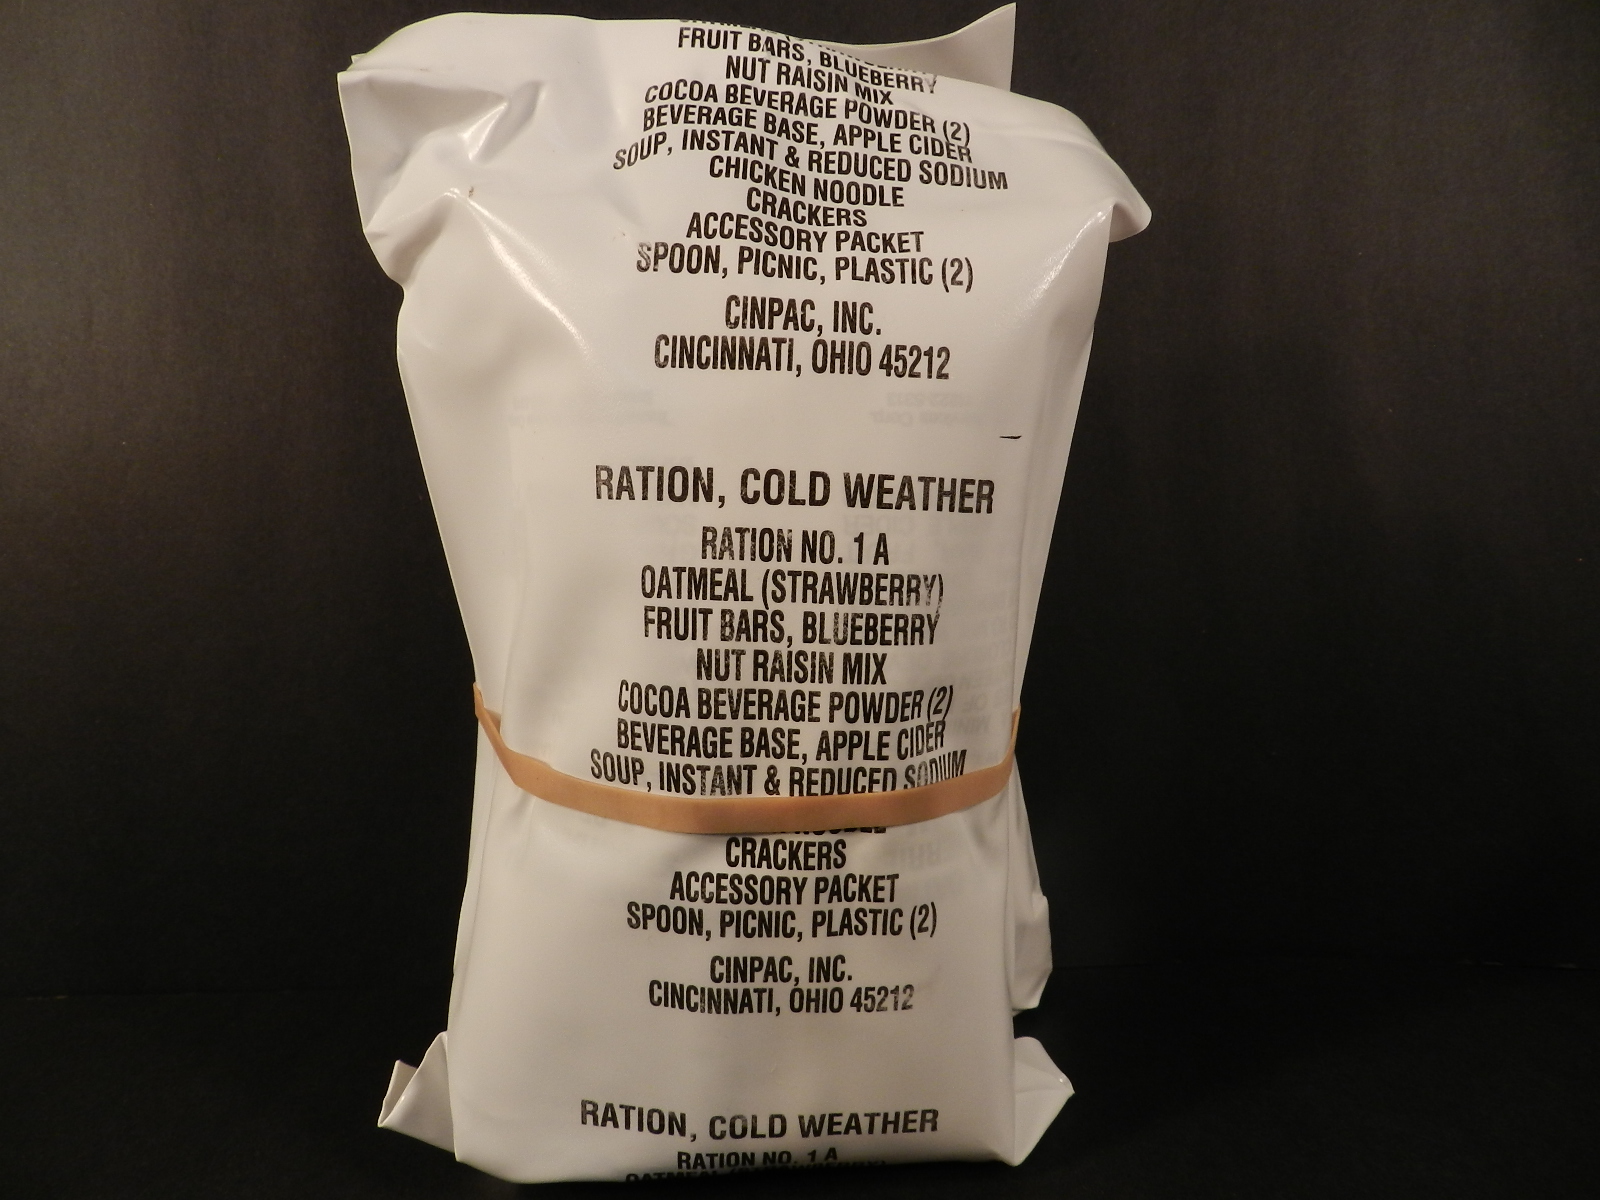 FRUIT BARS, BLUEBERRY
NUT RAISIN MIX
COCOA BEVERAGE POWDER (2)
BEVERAGE BASE, APPLE CIDER
SOUP, INSTANT & REDUCED SODIUM
CHICKEN NOODLE
CRACKERS
ACCESSORY PACKET
SPOON, PICNIC, PLASTIC (2)
CINPAC, INC.
CINCINNATI, OHIO 45212
RATION, COLD WEATHER
RATION NO. 1 A
OATMEAL (STRAWBERRY)
FRUIT BARS, BLUEBERRY
NUT RAISIN MIX
COCOA BEVERAGE POWDER (2)
BEVERAGE BASE, APPLE CIDER
SOUP, INSTANT & REDUCED SODIUM
CRACKERS
ACCESSORY PACKET
SPOON, PICNIC, PLASTIC (2)
CINPAC, INC.
CINCINNATI, OHIO 45212
RATION, COLD WEATHER
RATION NO. 1 A